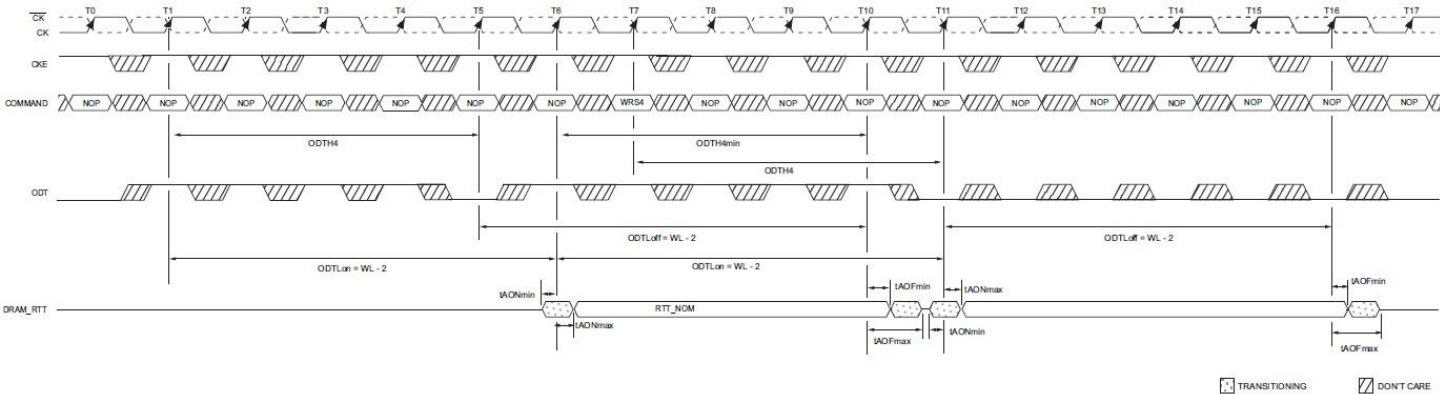 T0 T1 T2 T3 T4 T5 T6 T7 T8 T9 T10 T11 T12 T13 T14 T15 T16 T17
CK
CK
CKE
COMMAND NOP NOP NOP NOP NOP NOP NOP WRS4 NOP NOP NOP NOP NOP NOP NOP NOP NOP NOP
ODTH4 ODTH4min
ODTH4
ODT
ODTLoff = WL - 2 ODTLoff = WL - 2
ODTLon = WL - 2 ODTLon = WL - 2
tAONmin tAOFmin tAONmax tAOFmin
DRAM_RTT RTT_NOM
tAONmax tAONmin
tAOFmax tAOFmax
TRANSITIONING DON'T CARE